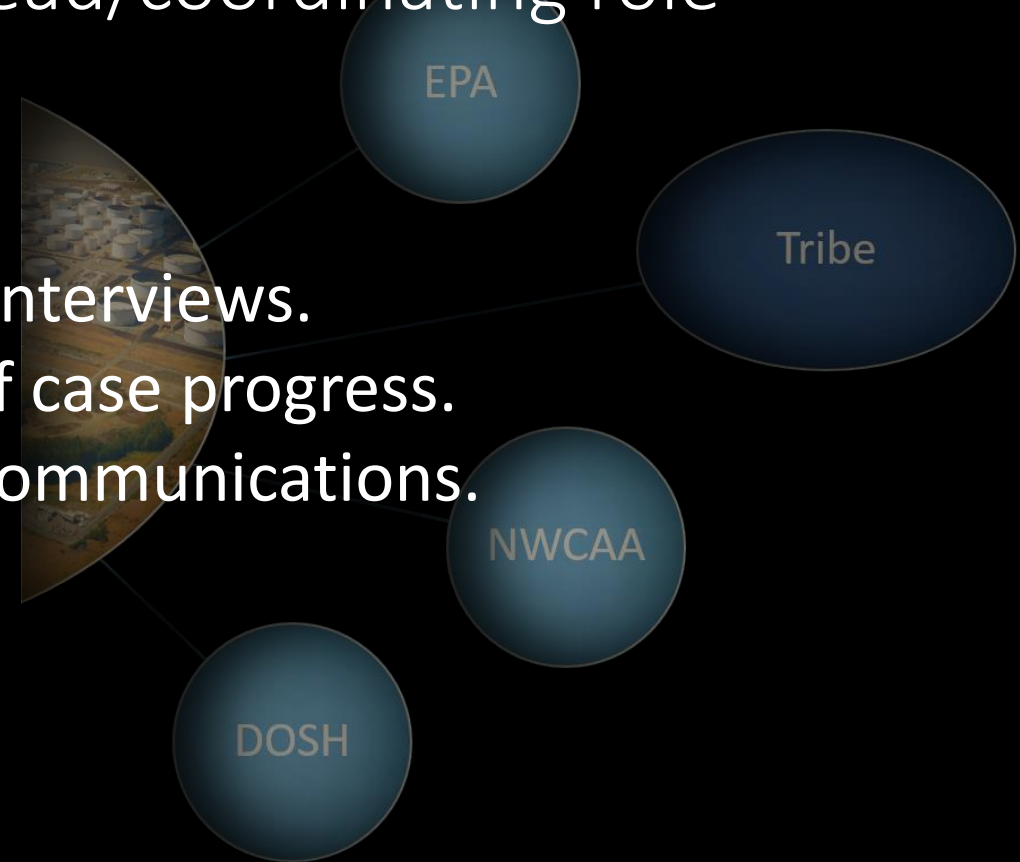 ead/coordinating role
EPA
Tribe
nterviews.
f case progress.
ommunications.
NWCAA
DOSH